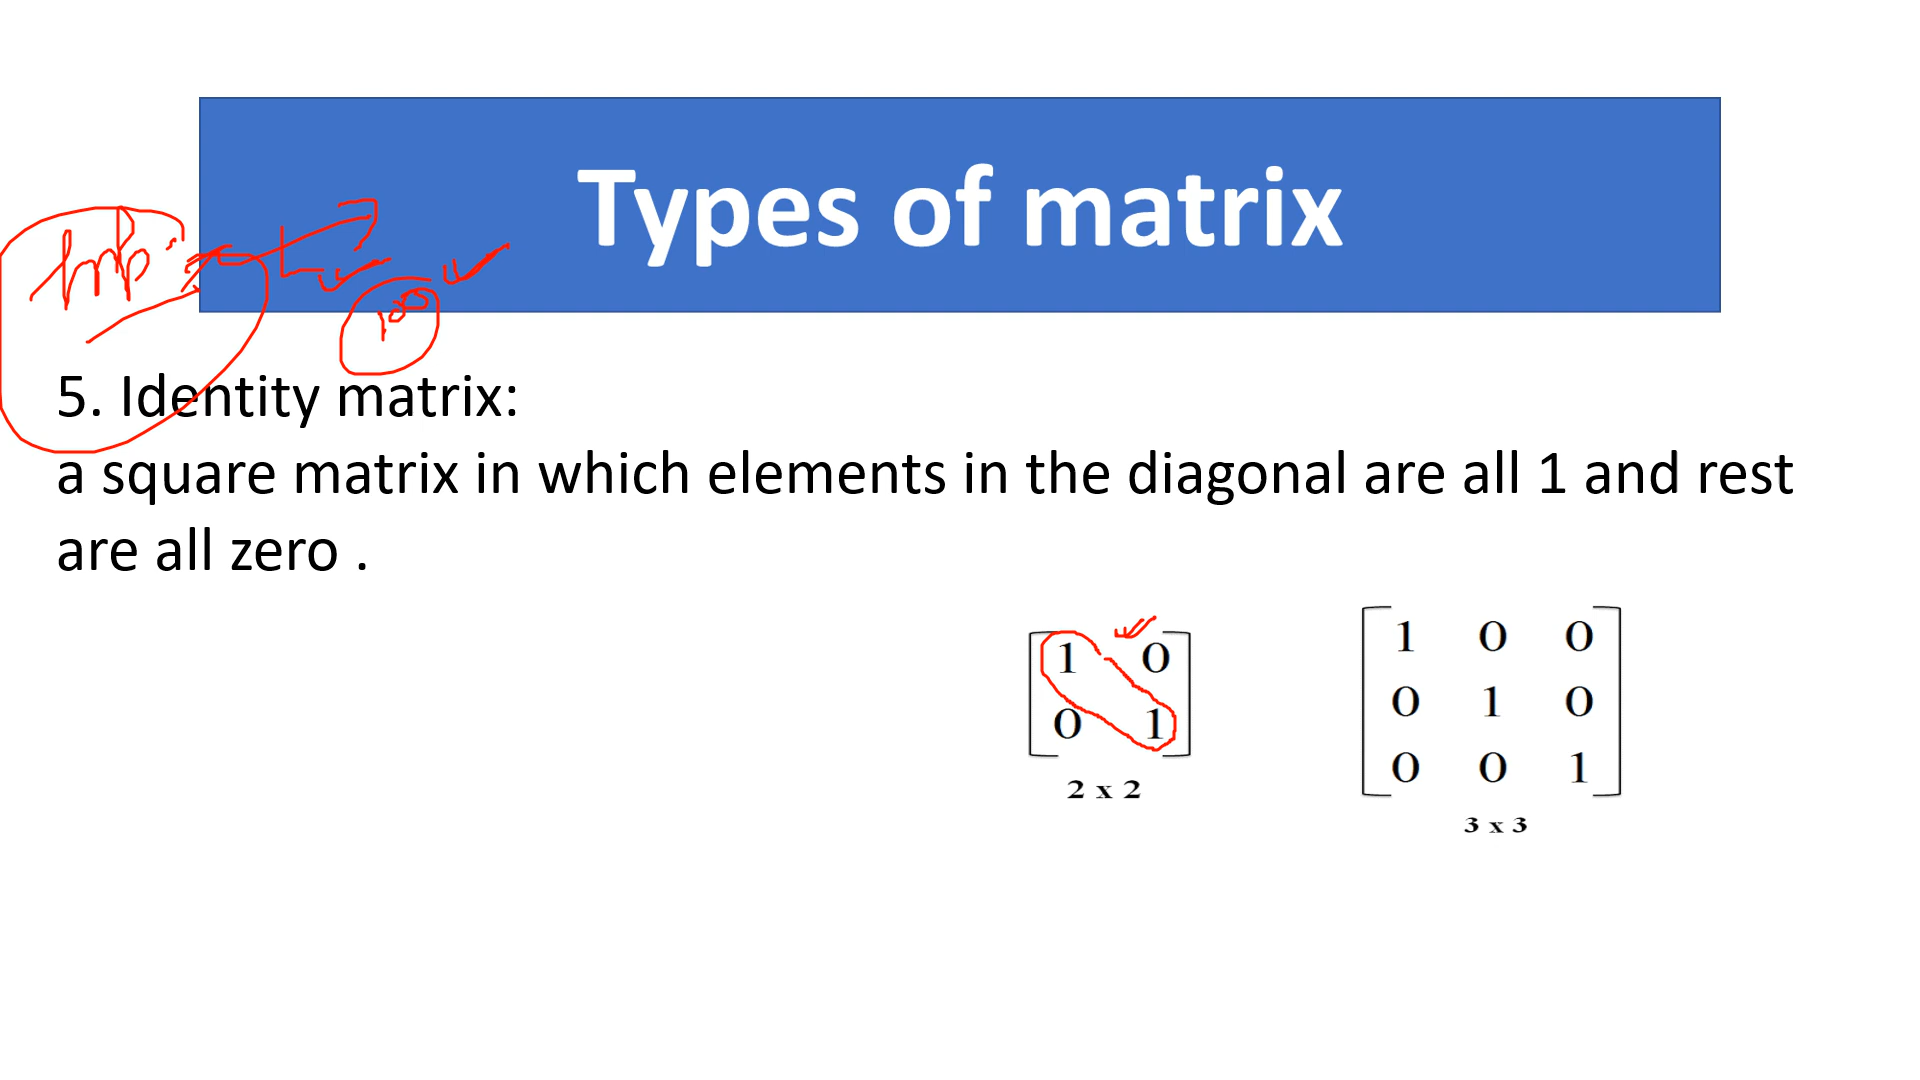 Types of matrix
5. Identity matrix:
a square matrix in which elements in the diagonal are all 1 and rest
are all zero .
1 0
0 1
2 x 2
1 0 0
0 1 0
0 0 1
3 x 3